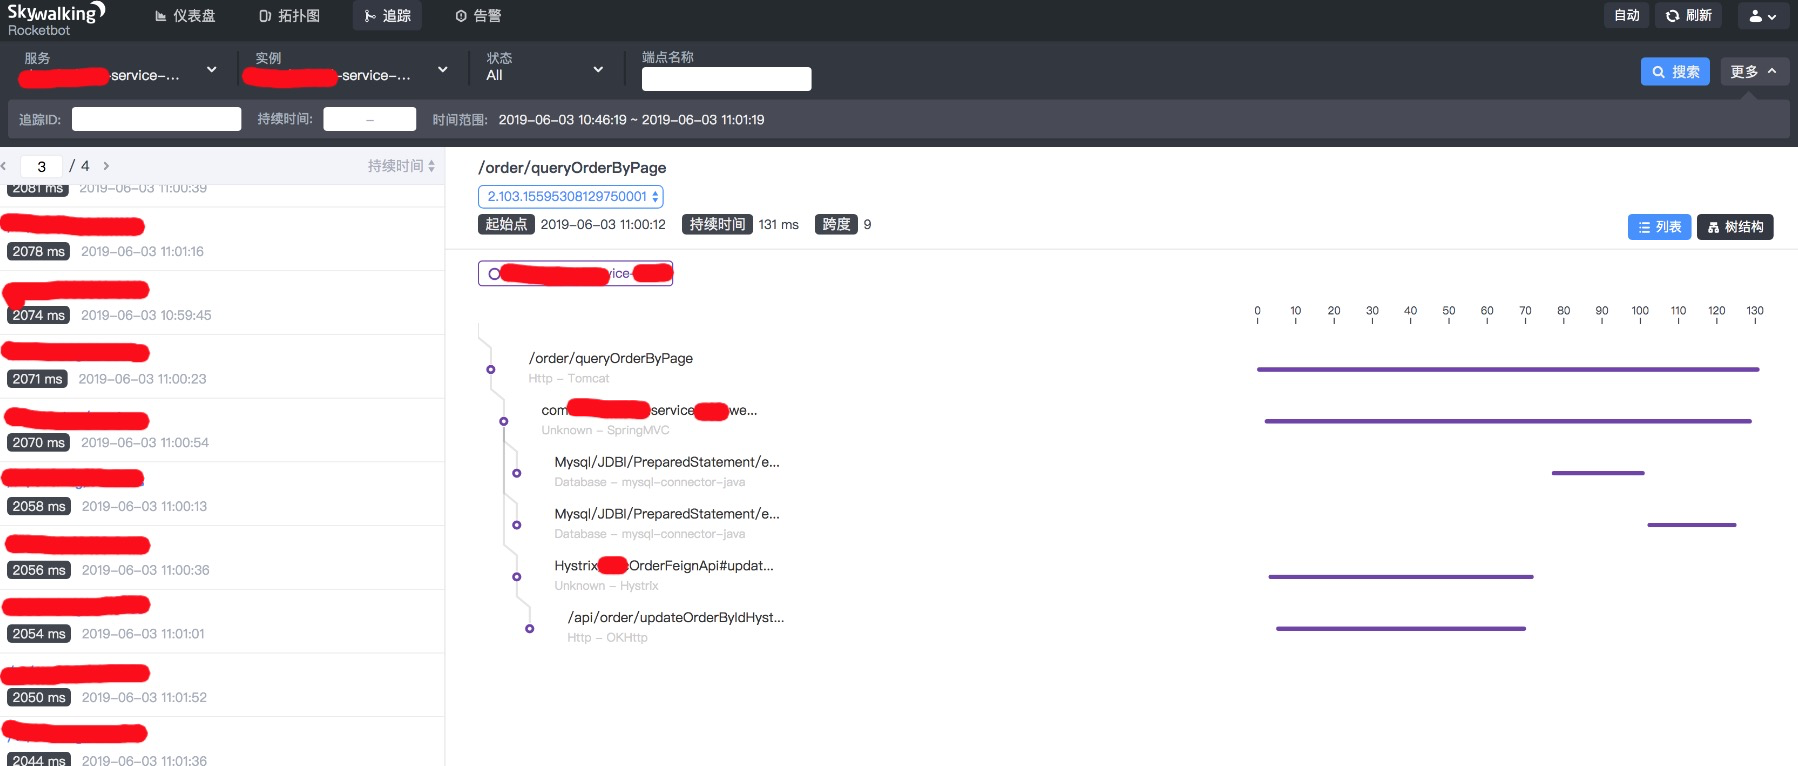 Skywalking
Rocketbot
仪表盘
拓扑图
追踪
告警
自动
刷新
服务
-service-...
实例
-service-...
状态
All
端点名称
搜索
更多
追踪ID:
持续时间:
–
时间范围:
2019-06-03 10:46:19 ~ 2019-06-03 11:01:19
3 / 4
持续时间
2081 ms 2019-06-03 11:00:39
2078 ms 2019-06-03 11:01:16
2074 ms 2019-06-03 10:59:45
2071 ms 2019-06-03 11:00:23
2070 ms 2019-06-03 11:00:54
2058 ms 2019-06-03 11:00:13
2056 ms 2019-06-03 11:00:36
2054 ms 2019-06-03 11:01:01
2050 ms 2019-06-03 11:01:52
2044 ms 2019-06-03 11:01:36
/order/queryOrderByPage
2.103.15595308129750001
起始点 2019-06-03 11:00:12 持续时间 131 ms 跨度 9
列表
树结构
vice-
0 10 20 30 40 50 60 70 80 90 100 110 120 130
/order/queryOrderByPage
Http - Tomcat
com service we...
Unknown - SpringMVC
Mysql/JDBI/PreparedStatement/e...
Database - mysql-connector-java
Mysql/JDBI/PreparedStatement/e...
Database - mysql-connector-java
Hystrix OrderFeignApi#updat...
Unknown - Hystrix
/api/order/updateOrderByIdHyst...
Http - OKHttp